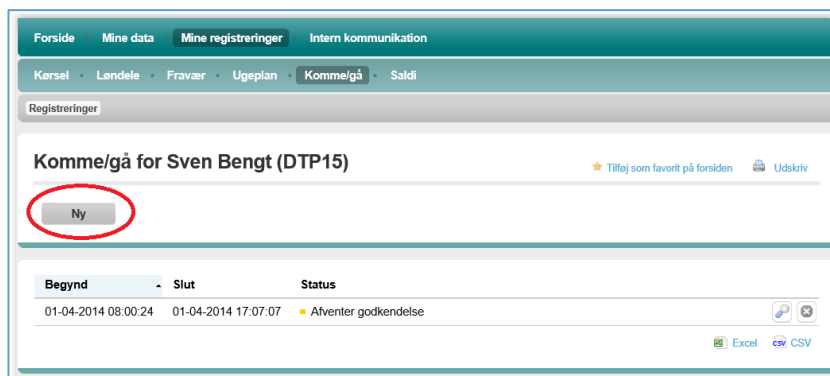 Forside Mine data Mine registreringer Intern kommunikation
Kørsel Løndele Fravær Ugeplan Komme/gå Saldi
Registreringer
Komme/gå for Sven Bengt (DTP15)
Tilføj som favorit på forsiden Udskriv
Ny
Begynd Slut Status
01-04-2014 08:00:24 01-04-2014 17:07:07 Afventer godkendelse
Excel csv CSV